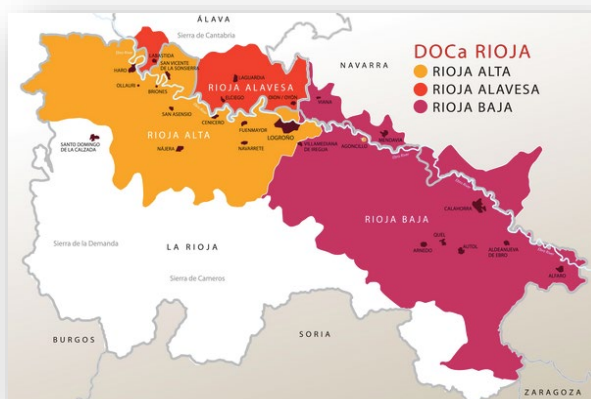 ÁLAVA
Sierra de Cantabria
NAVARRA
DOCa RIOJA
RIOJA ALTA
RIOJA ALAVESA
RIOJA BAJA
LABASTIDA
SAN VICENTE
DE LA SONSIERRA
HARO
OLLAURI
BRIONES
LAGUARDIA
RIOJA ALAVESA
ELCIEGO
OION / OYÓN
VIANA
SAN ASENSIO
CENICERO
FUENMAYOR
LOGROÑO
RIOJA ALTA
SANTO DOMINGO
DE LA CALZADA
NÁJERA
NAVARRETE
VILLAMEDIANA
DE IREGUA
AGONCILLO
MENDAVIA
RIOJA BAJA
CALAHORRA
QUEL
ARNEDO
AUTOL
ALDEANUEVA
DE EBRO
ALFARO
Sierra de la Demanda
LA RIOJA
Sierra de Cameros
BURGOS
SORIA
ZARAGOZA